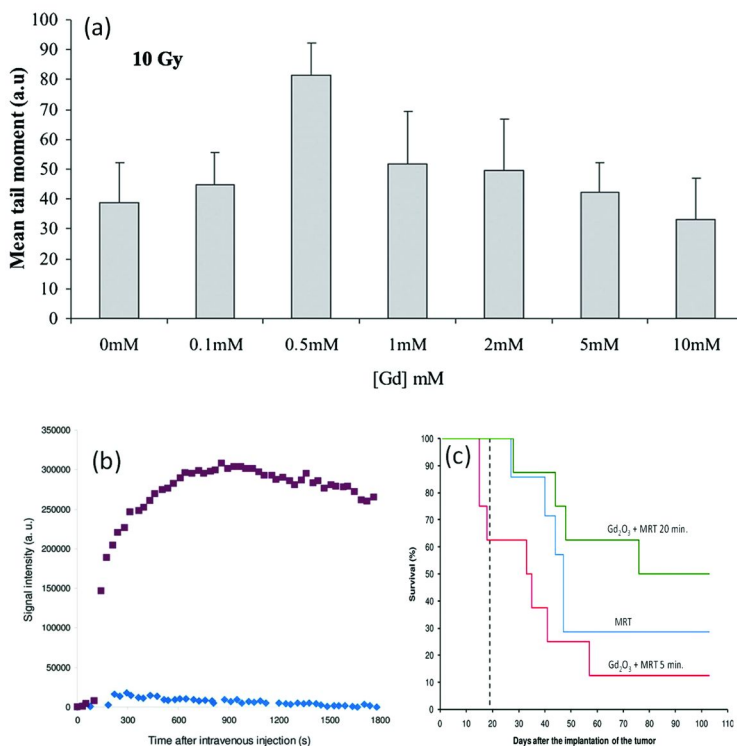 (a)
10 Gy
Mean tail moment (a.u)
100
90
80
70
60
50
40
30
20
10
0
0mM 0.1mM 0.5mM 1mM 2mM 5mM 10mM
[Gd] mM
(b)
Signal intensity (a. u.)
350000
300000
250000
200000
150000
100000
50000
0
0 300 600 900 1200 1500 1800
Time after intravenous injection (s)
(c)
Survival (%)
100
90
80
70
60
50
40
30
20
10
0
Gd₂O₃ + MRT 20 min.
MRT
Gd₂O₃ + MRT 5 min.
0 10 20 30 40 50 60 70 80 90 100 110
Days after the implantation of the tumor